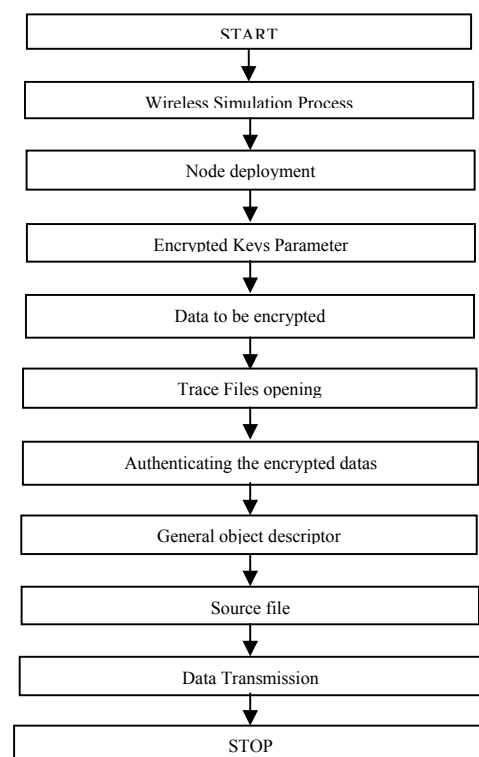 START
Wireless Simulation Process
Node deployment
Encrypted Keys Parameter
Data to be encrypted
Trace Files opening
Authenticating the encrypted datas
General object descriptor
Source file
Data Transmission
STOP